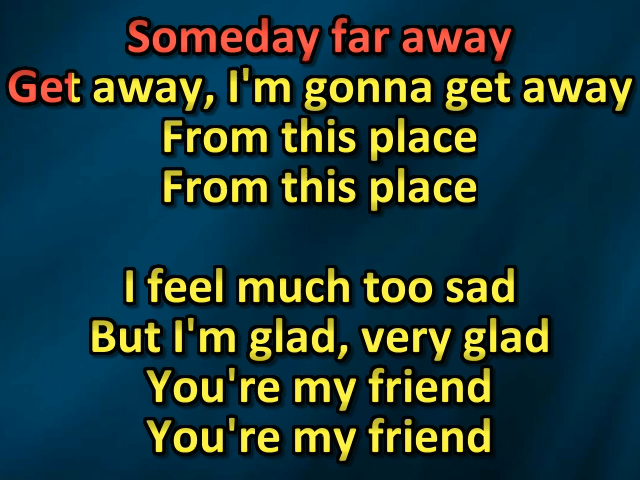 Someday far away
Get away, I'm gonna get away
From this place
From this place
I feel much too sad
But I'm glad, very glad
You're my friend
You're my friend